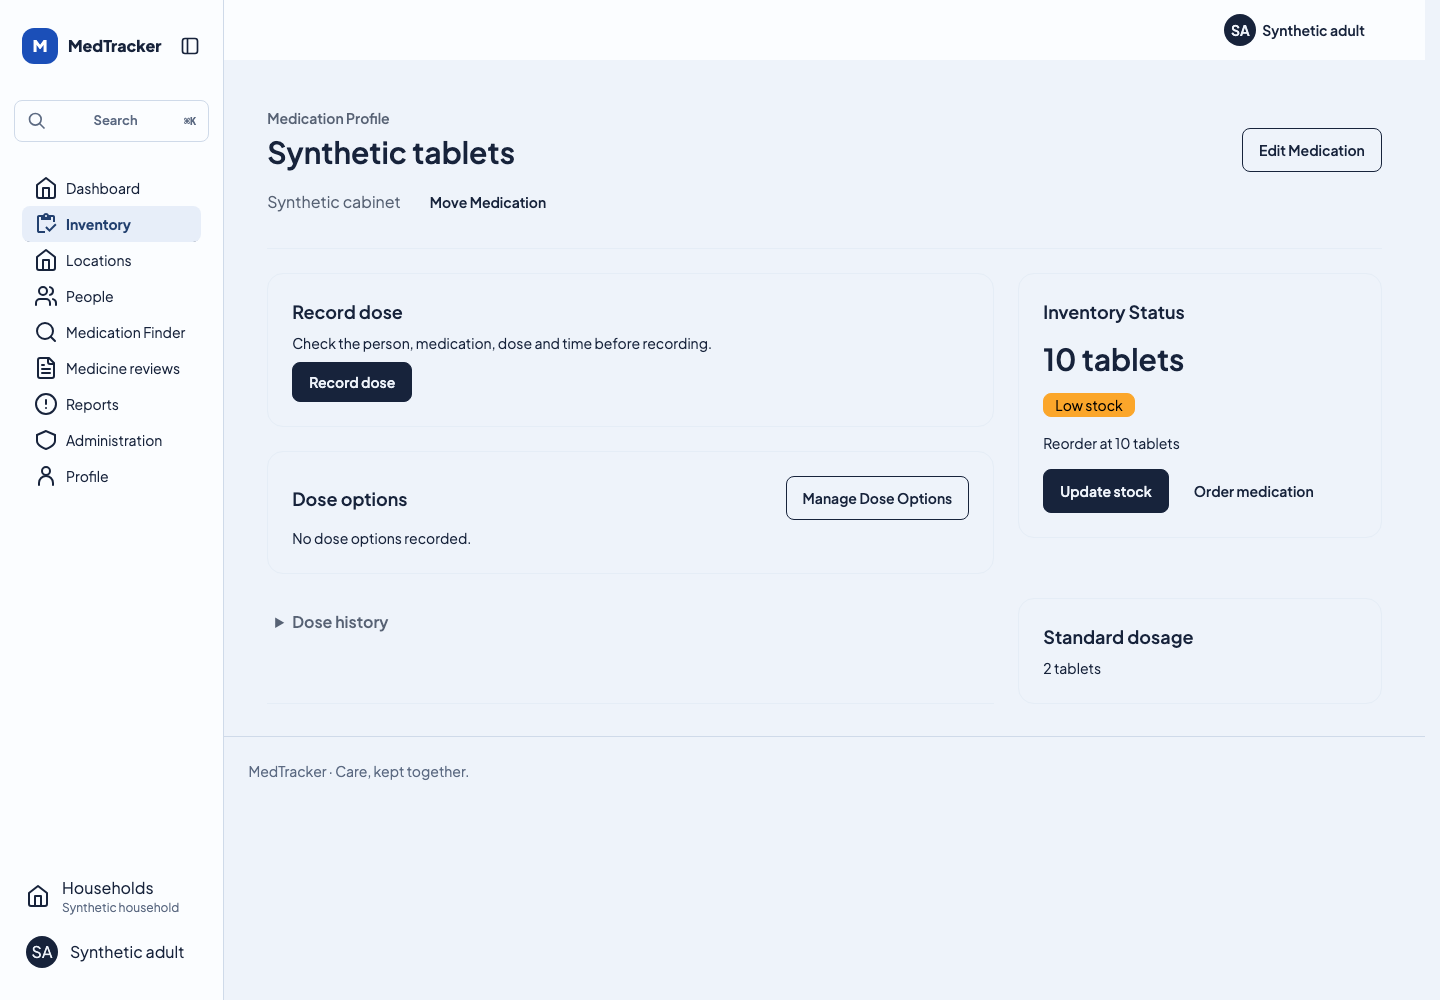 M MedTracker
Search ⌘K
Dashboard
Inventory
Locations
People
Medication Finder
Medicine reviews
Reports
Administration
Profile
Households
Synthetic household
SA Synthetic adult
SA Synthetic adult
Medication Profile
Synthetic tablets
Edit Medication
Synthetic cabinet Move Medication
Record dose
Check the person, medication, dose and time before recording.
Record dose
Dose options
Manage Dose Options
No dose options recorded.
Dose history
Inventory Status
10 tablets
Low stock
Reorder at 10 tablets
Update stock Order medication
Standard dosage
2 tablets
MedTracker · Care, kept together.